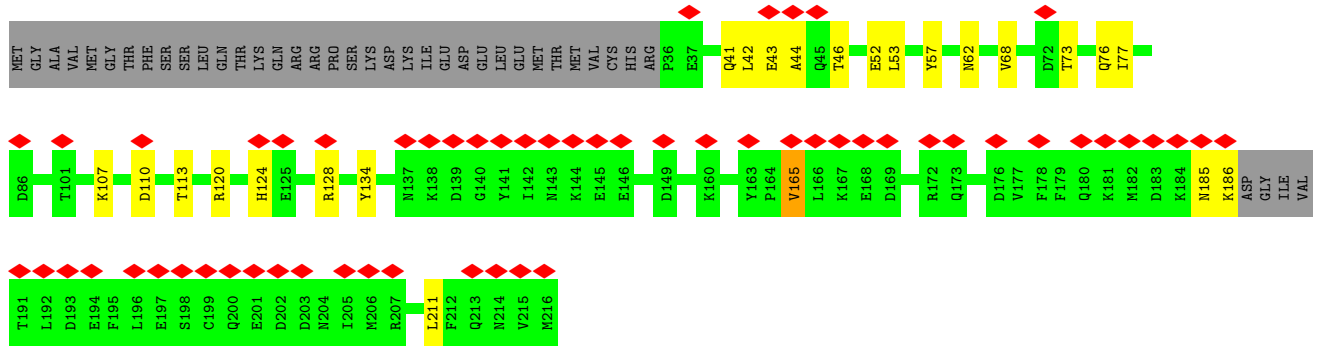 MET GLY ALA VAL MET GLY THR PHE SER SER LEU GLN THR LYS GLN ARG ARG PRO SER LYS ASP LYS ILE GLU ASP GLU LEU GLU MET THR MET VAL CYS HIS ARG P36 E37 Q41 L42 E43 A44 Q45 T46 E52 L53 Y57 N62 V68 D72 T73 Q76 I77
D86 T101 K107 D110 T113 R120 H124 E125 R128 Y134 N137 K138 D139 G140 Y141 I142 N143 K144 E145 E146 D149 K160 Y163 P164 V165 L166 K167 E168 D169 R172 Q173 D176 V177 F178 F179 Q180 K181 M182 D183 K184 N185 K186 ASP GLY ILE VAL
T191 L192 D193 E194 F195 L196 E197 S198 C199 Q200 E201 D202 D203 N204 I205 M206 R207 L211 F212 Q213 N214 V215 M216